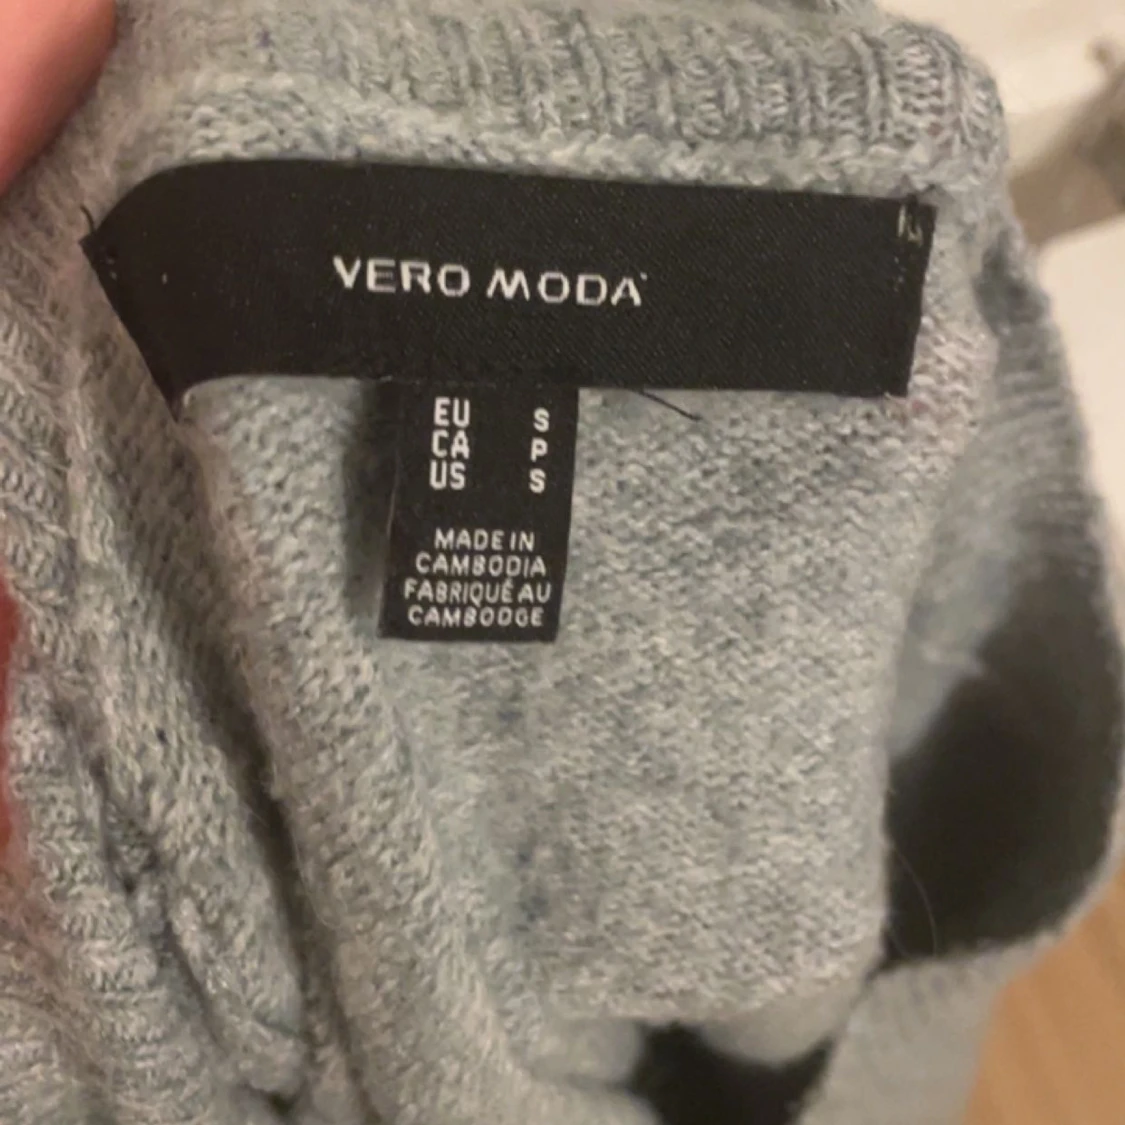 VERO MODA
EU S
CA P
US S
MADE IN
CAMBODIA
FABRIQUÉ AU
CAMBODGE